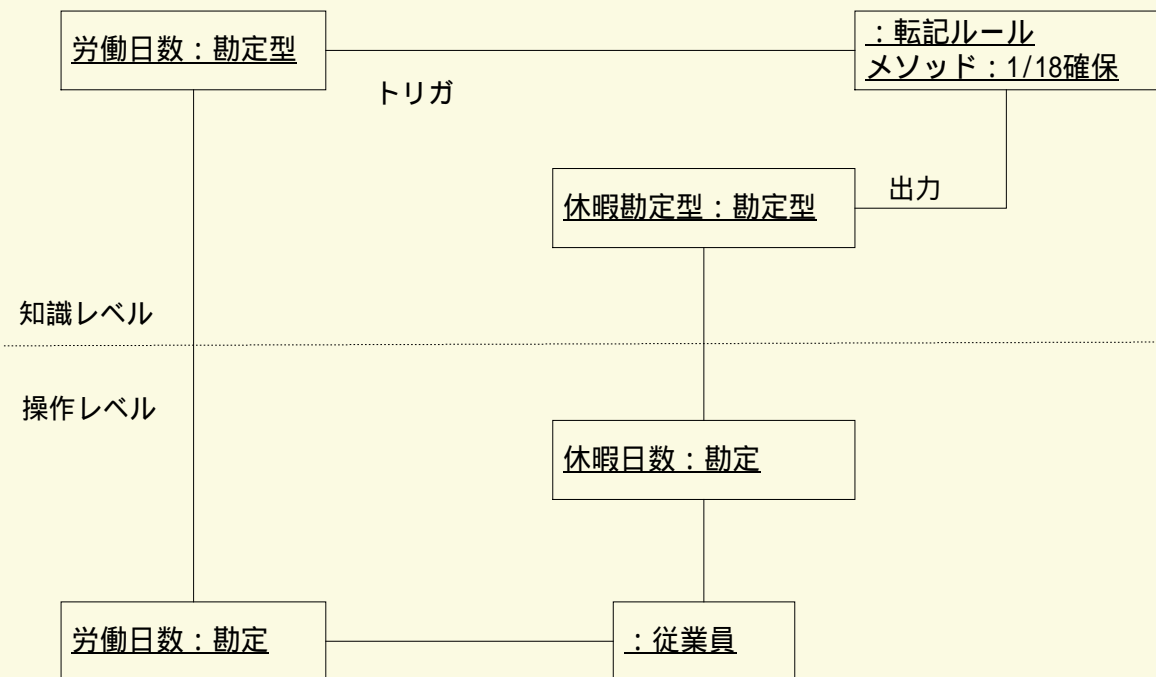 労働日数：勘定型
：転記ルール
メソッド：1/18確保
トリガ
休暇勘定型：勘定型
出力
知識レベル
操作レベル
休暇日数：勘定
労働日数：勘定
：従業員